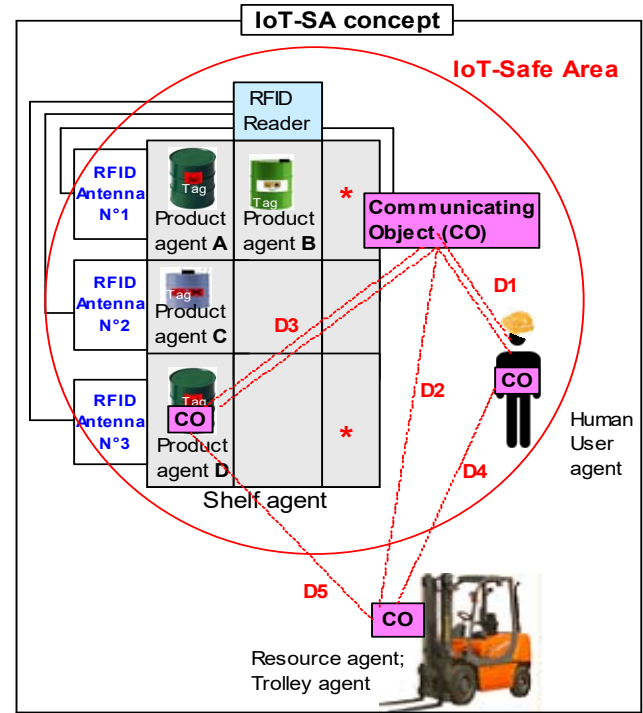 IoT-SA concept
IoT-Safe Area
RFID
Reader
RFID
Antenna
N°1
Tag
Product
agent A
Tag
Product
agent B
*
Communicating
Object (CO)
RFID
Antenna
N°2
Tag
Product
agent C
D3
D1
D2
CO
Human
User
agent
RFID
Antenna
N°3
Tag
CO
Product
agent D
*
D4
Shelf agent
D5
CO
Resource agent;
Trolley agent